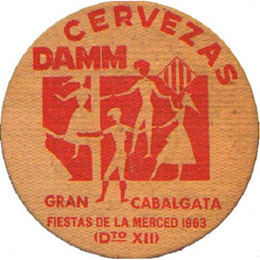 CERVEZAS
DAMM
GRAN CABALGATA
FIESTAS DE LA MERCED 1963
(DTO XII)